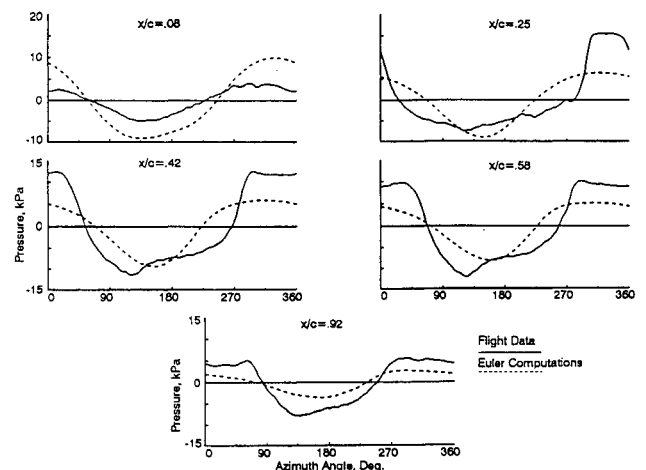 x/c=.08
x/c=.25
20
10
0
-10
x/c=.42
x/c=.58
15
0
-15
Pressure, kPa
0 90 180 270 360
0 90 180 270 360
x/c=.92
15
0
-15
Pressure, kPa
0 90 180 270 360
Azimuth Angle, Deg.
Flight Data
Euler Computations